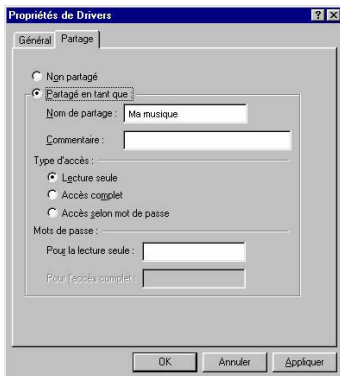 Propriétés de Drivers
Général Partage
Non partagé
Partagé en tant que :
Nom de partage : Ma musique
Commentaire :
Type d'accès :
Lecture seule
Accès complet
Accès selon mot de passe
Mots de passe :
Pour la lecture seule :
Pour l'accès complet :
OK Annuler Appliquer